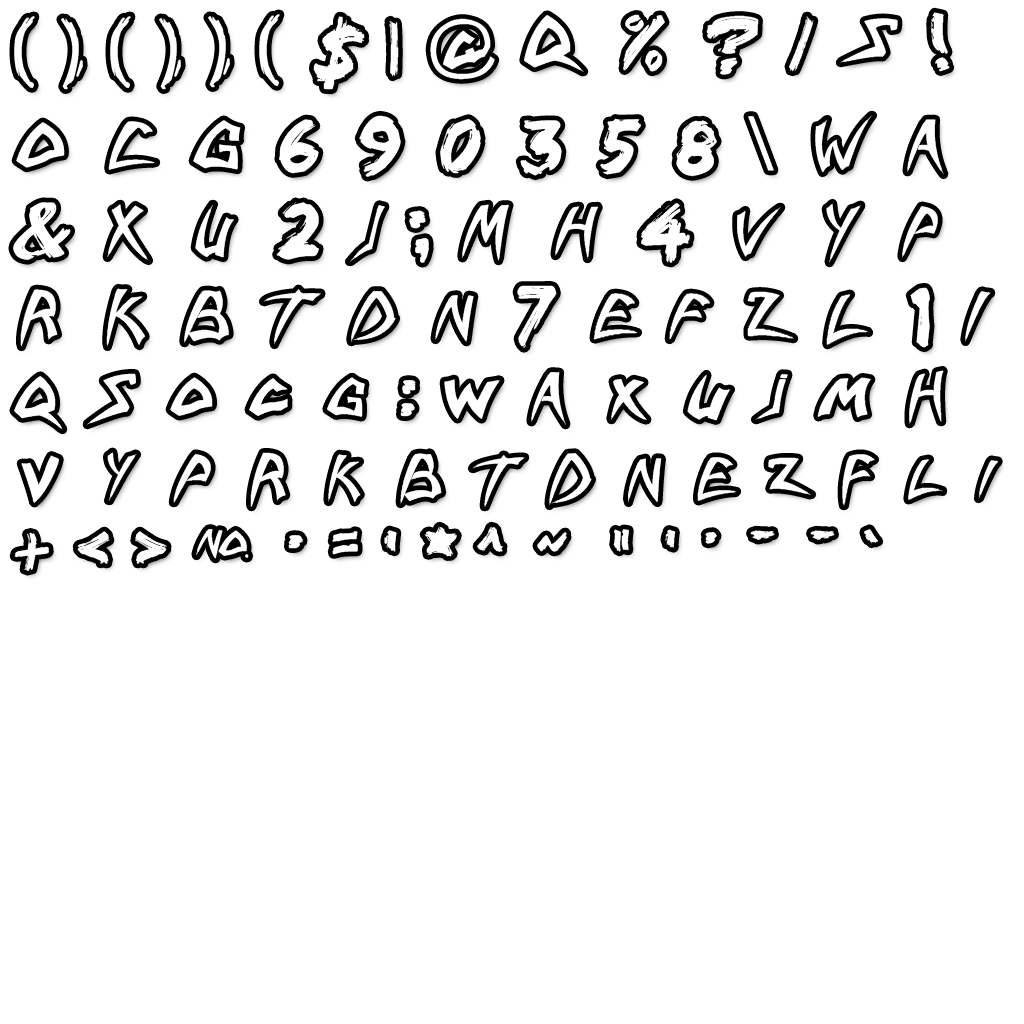 ( ) ( ) ) ( $ | @ Q % ? / S !
O C G 6 9 0 3 5 8 \ W A
& X U 2 J ; M H 4 V Y P
R K B T D N 7 E F Z L 1 I
Q S O C G : W A X U J M H
V Y P R K B T D N E Z F L I
+ < > NO. · = ' * ^ ~ " ' . - - `